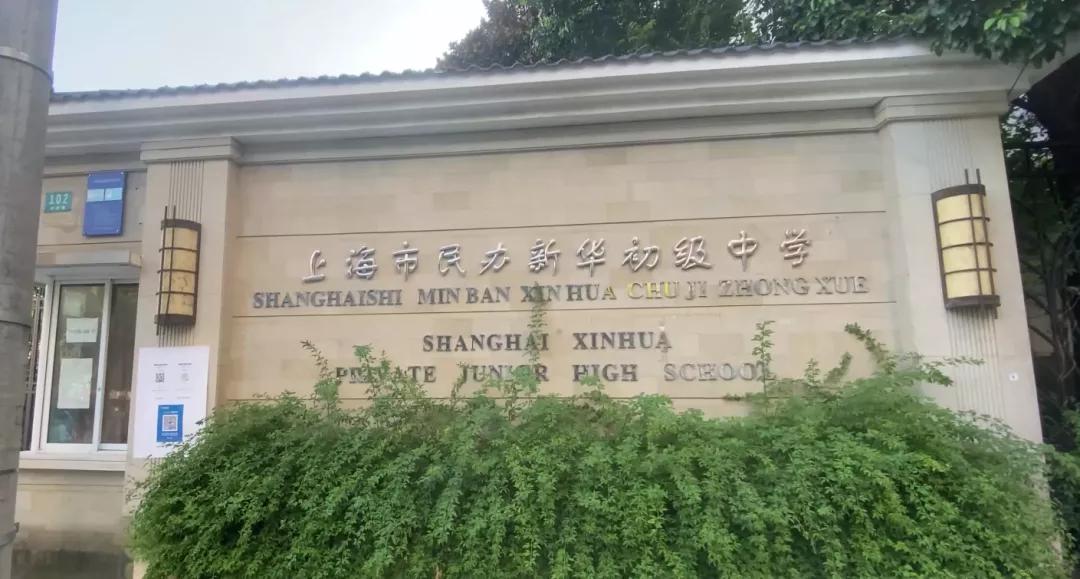 102
上海市民办新华初级中学
SHANGHAISHI MIN BAN XIN HUA CHU JI ZHONG XUE
SHANGHAI XINHUA
PRIVATE JUNIOR HIGH SCHOOL